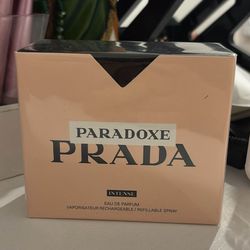 PARADOXE
PRADA
INTENSE
EAU DE PARFUM
VAPORISATEUR RECHARGEABLE / REFILLABLE SPRAY